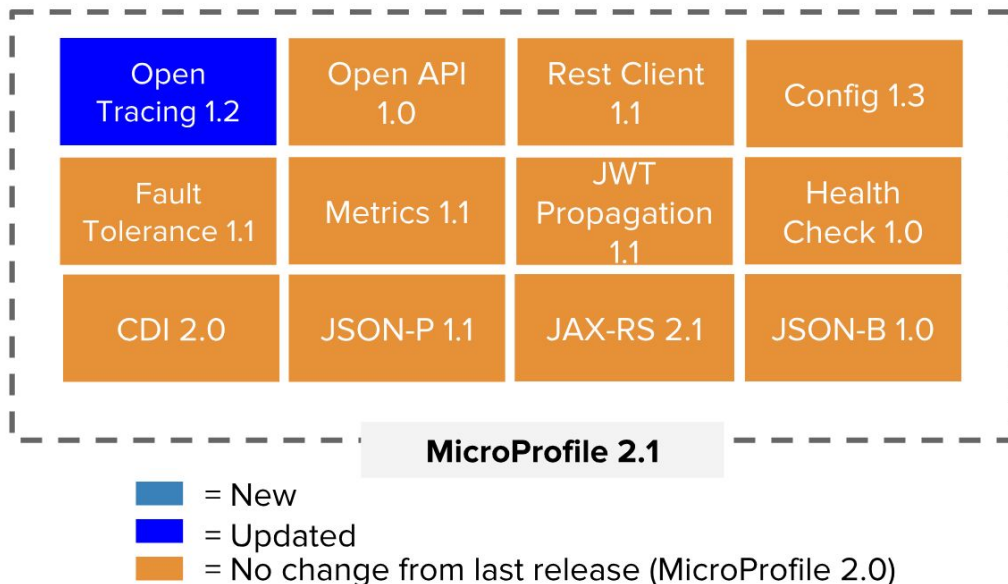 Open
Tracing 1.2
Open API
1.0
Rest Client
1.1
Config 1.3
Fault
Tolerance 1.1
Metrics 1.1
JWT
Propagation
1.1
Health
Check 1.0
CDI 2.0
JSON-P 1.1
JAX-RS 2.1
JSON-B 1.0
MicroProfile 2.1
= New
= Updated
= No change from last release (MicroProfile 2.0)